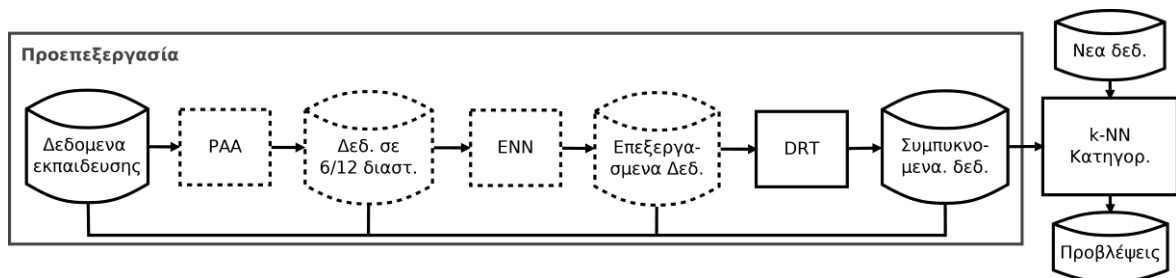 Προεπεξεργασία
Δεδομενα
εκπαιδευσης
PAA
Δεδ. σε
6/12 διαστ.
ENN
Επεξεργα-
σμενα Δεδ.
DRT
Συμπυκνο-
μενα. δεδ.
Νεα δεδ.
k-NN
Κατηγορ.
Προβλέψεις